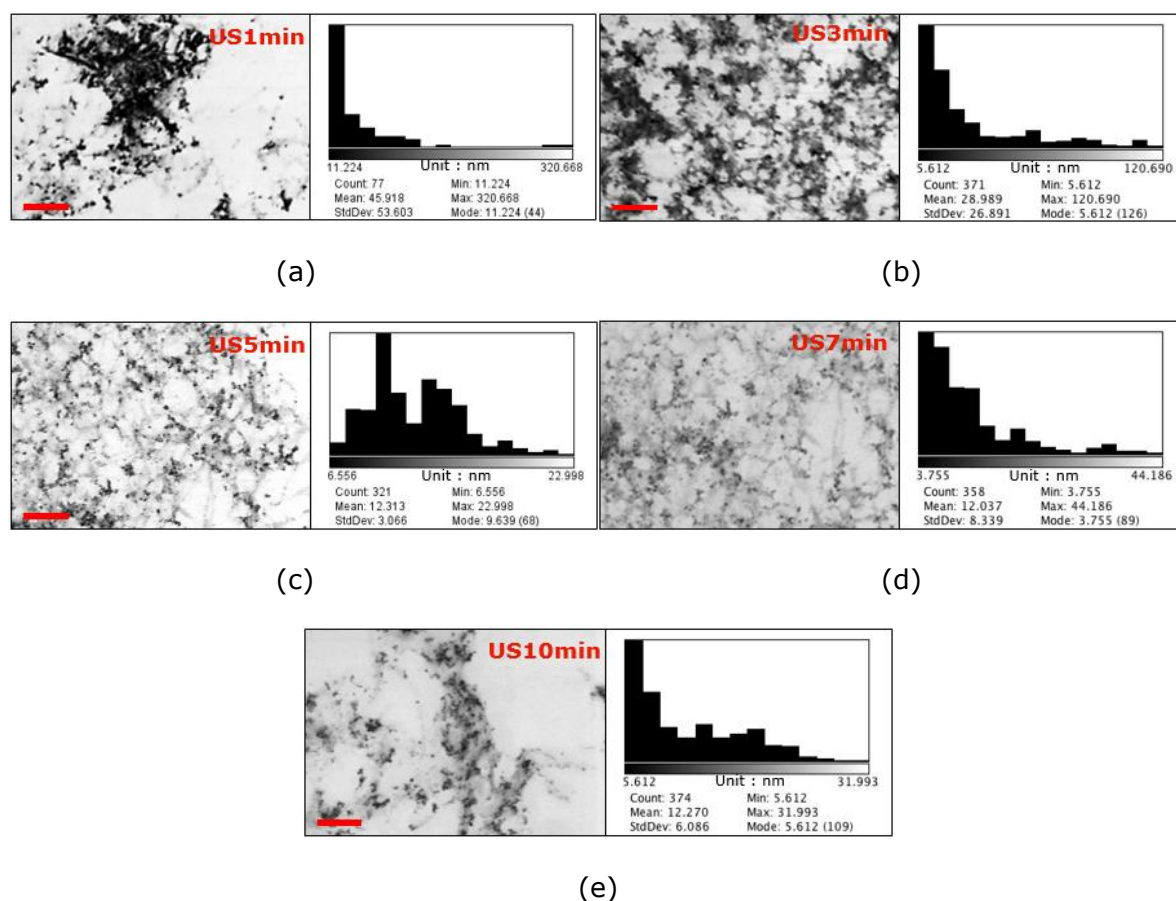 US1min
11.224 Unit : nm 320.668
Count: 77 Min: 11.224
Mean: 45.918 Max: 320.668
StdDev: 53.603 Mode: 11.224 (44)
US3min
5.612 Unit : nm 120.690
Count: 371 Min: 5.612
Mean: 28.989 Max: 120.690
StdDev: 26.891 Mode: 5.612 (126)
(a)
(b)
US5min
6.556 Unit : nm 22.998
Count: 321 Min: 6.556
Mean: 12.313 Max: 22.998
StdDev: 3.066 Mode: 9.639 (68)
US7min
3.755 Unit : nm 44.186
Count: 358 Min: 3.755
Mean: 12.037 Max: 44.186
StdDev: 8.339 Mode: 3.755 (89)
(c)
(d)
US10min
5.612 Unit : nm 31.993
Count: 374 Min: 5.612
Mean: 12.270 Max: 31.993
StdDev: 6.086 Mode: 5.612 (109)
(e)